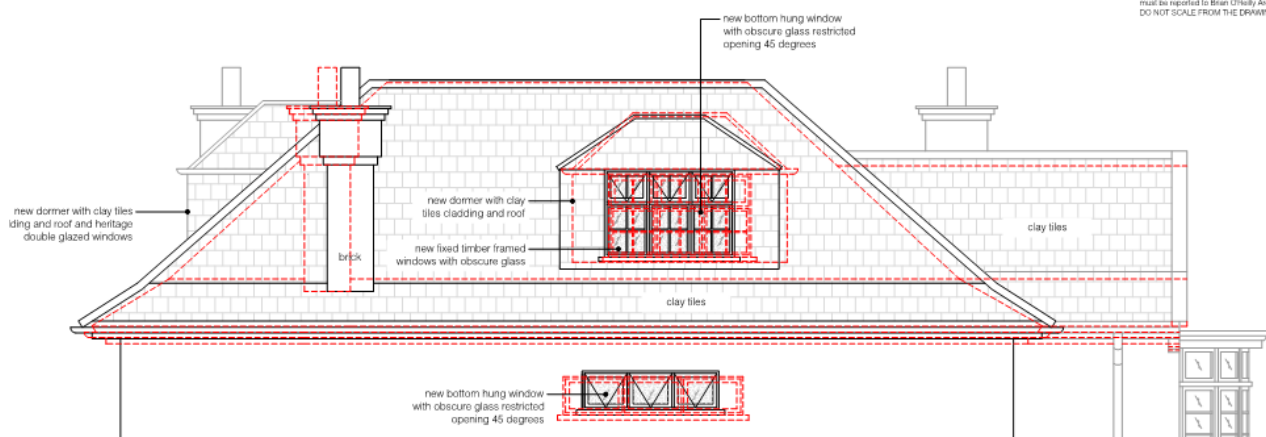 must be reported to Brian O'Reilly
DO NOT SCALE FROM THE
new bottom hung window
with obscure glass restricted
opening 45 degrees
new dormer with clay tiles
lding and roof and heritage
double glazed windows
new dormer with clay
tiles cladding and roof
new fixed timber framed
windows with obscure glass
brick
clay tiles
clay tiles
new bottom hung window
with obscure glass restricted
opening 45 degrees